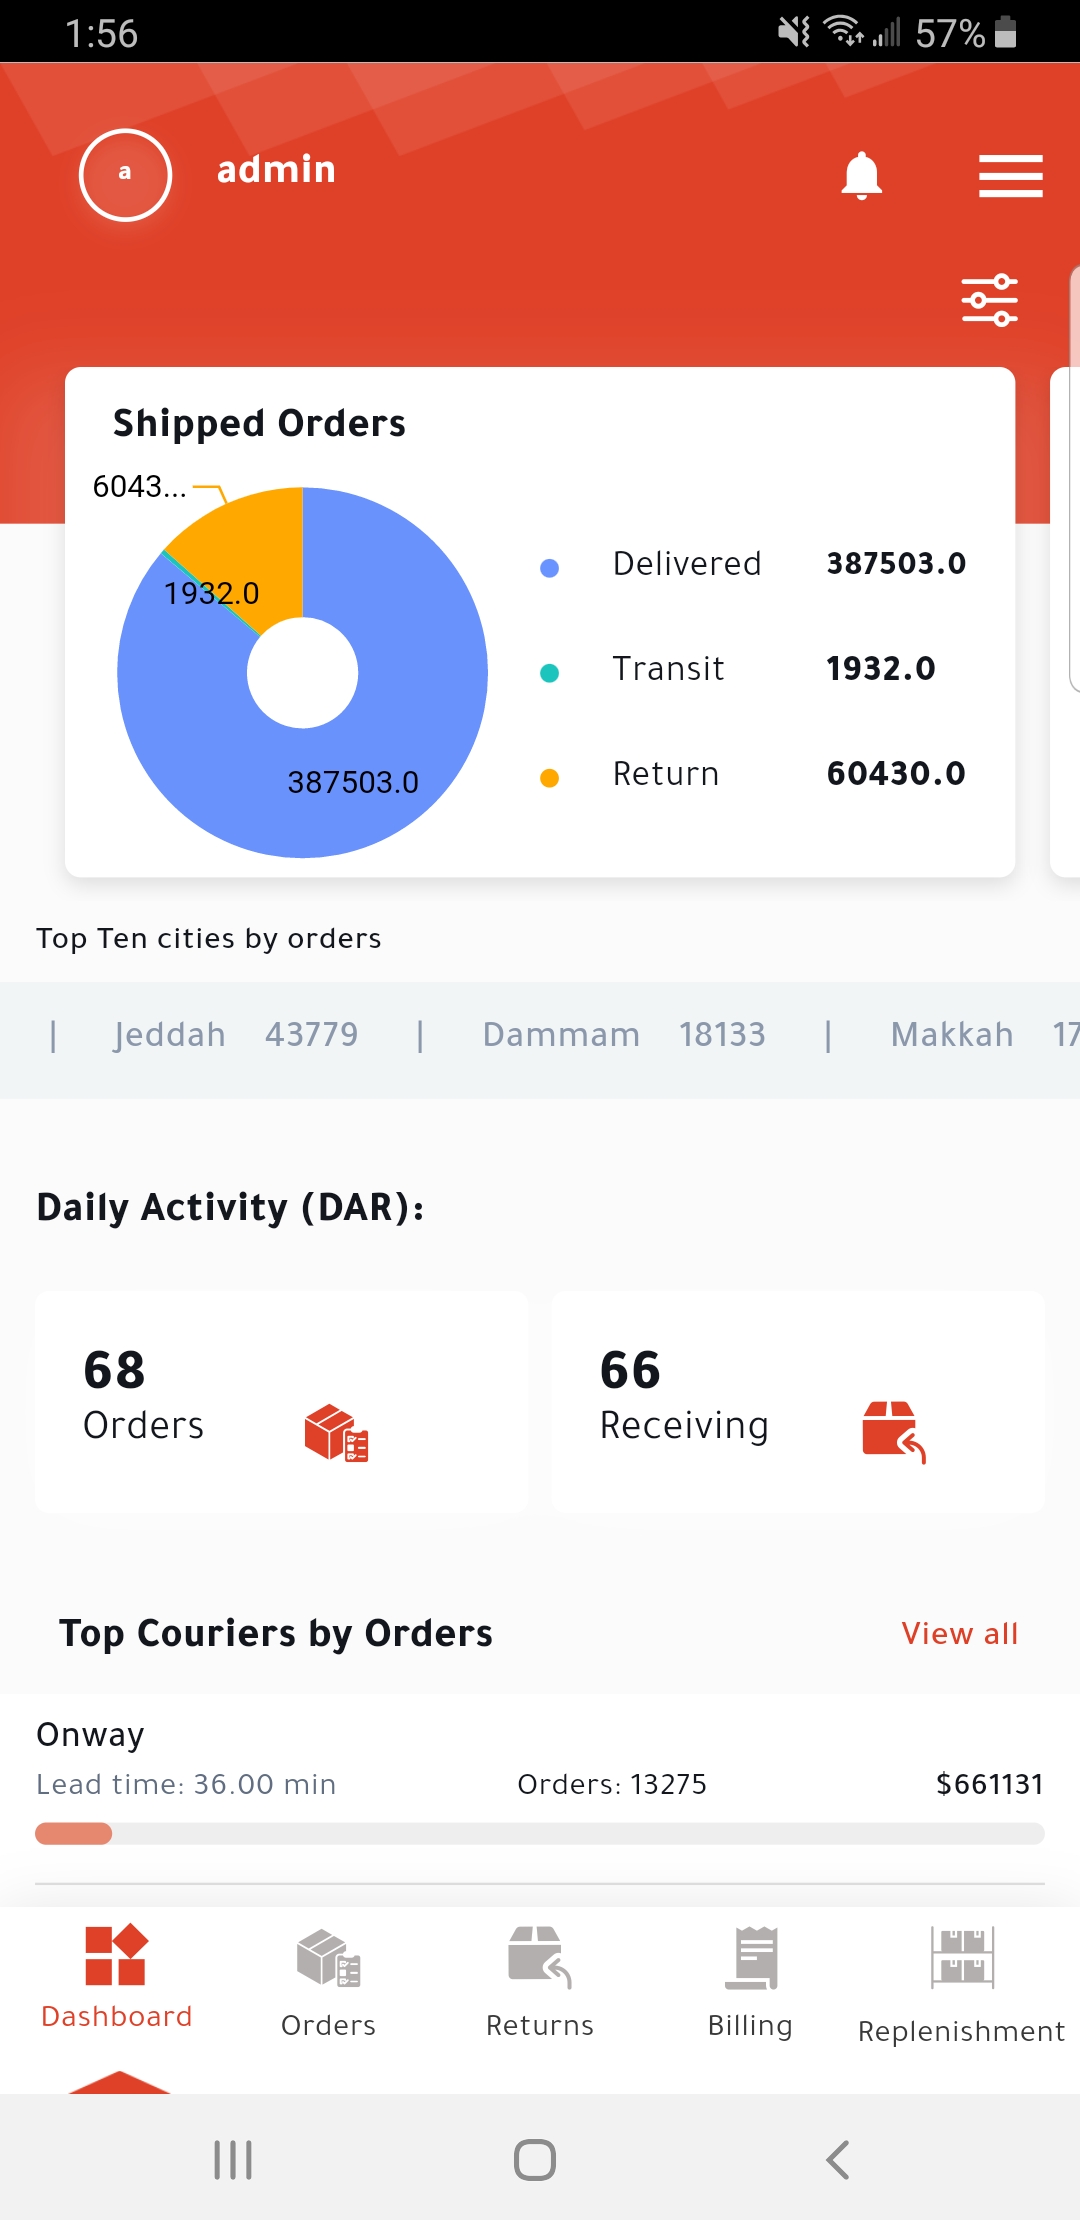 1:56 57%
a admin
Shipped Orders
6043...
1932.0
387503.0
Delivered 387503.0
Transit 1932.0
Return 60430.0
Top Ten cities by orders
| Jeddah 43779 | Dammam 18133 | Makkah 17
Daily Activity (DAR):
68 66
Orders Receiving
Top Couriers by Orders View all
Onway
Lead time: 36.00 min Orders: 13275 $661131
Dashboard Orders Returns Billing Replenishment